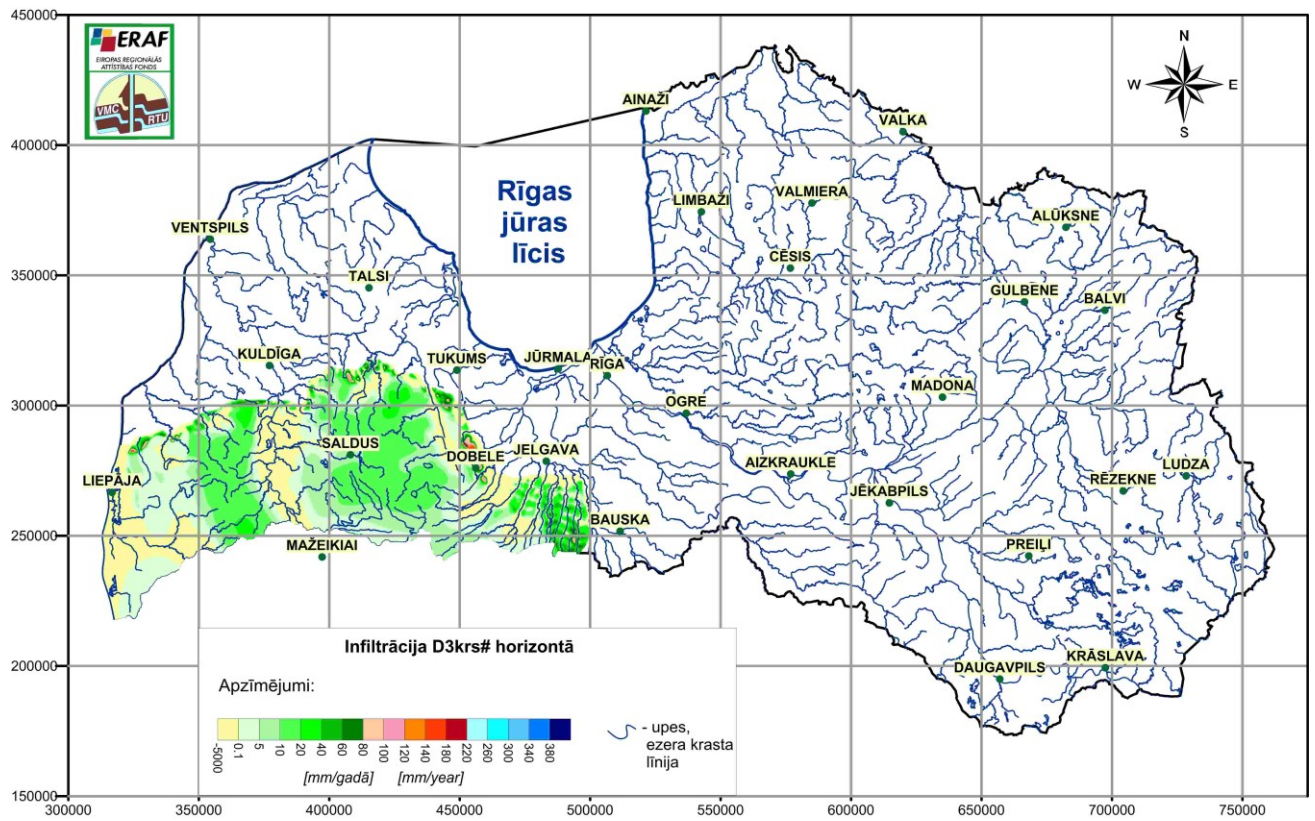 450000
400000
350000
300000
250000
200000
150000
300000 350000 400000 450000 500000 550000 600000 650000 700000 750000
ERAF
EIROPAS REGIONĀLĀS
ATTĪSTĪBAS FONDS
VMC
RTU
N
W E
S
AINAŽI
VALKA
Rīgas
jūras
līcis
LIMBAŽI
VALMIERA
ALŪKSNE
VENTSPILS
CĒSIS
TALSI
GULBENE
BALVI
KULDĪGA
TUKUMS
JŪRMALA
RĪGA
MADONA
OGRE
SALDUS
DOBELE
JELGAVA
AIZKRAUKLE
LUDZA
RĒZEKNE
LIEPĀJA
JĒKABPILS
BAUSKA
MAŽEIKIAI
PREIĻI
KRĀSLAVA
DAUGAVPILS
Infiltrācija D3krs# horizontā
Apzīmējumi:
-5000
0.1
5
10
20
40
60
80
100
120
140
180
220
260
300
340
380
[mm/gadā] [mm/year]
- upes,
ezera krasta
līnija